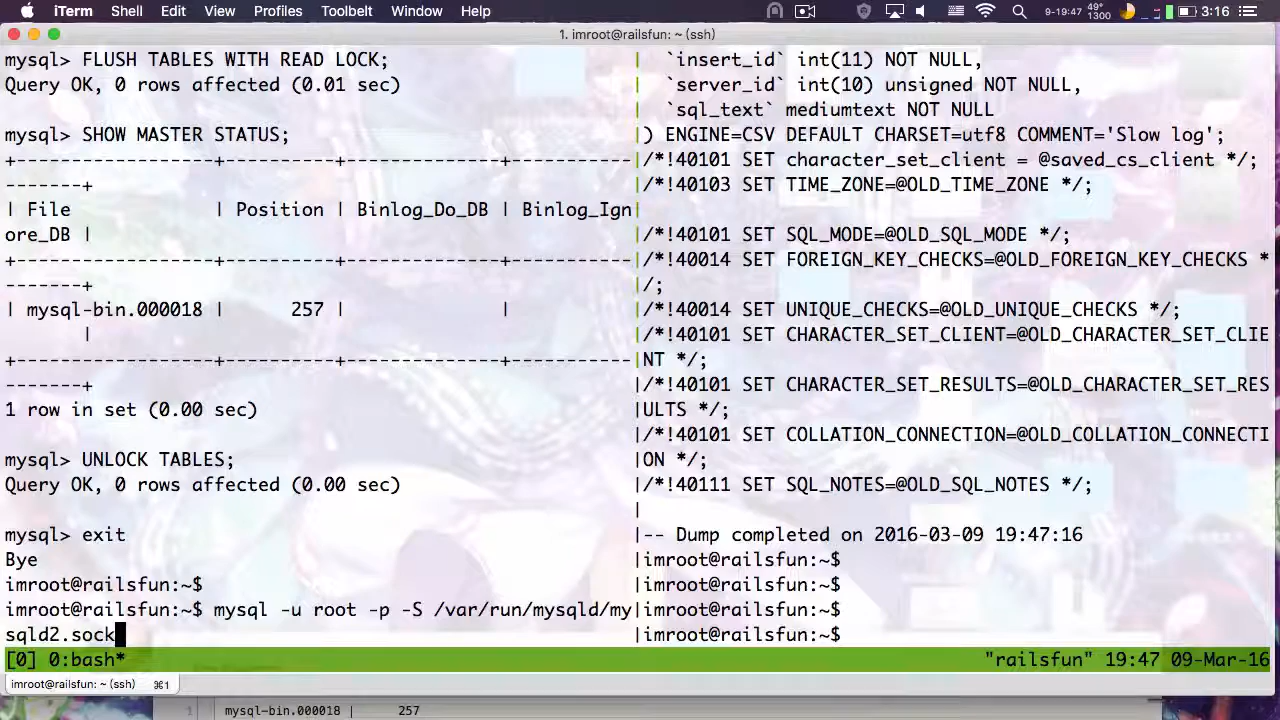 iTerm Shell Edit View Profiles Toolbelt Window Help 9-19:47 49° 1300 3:16
1. imroot@railsfun: ~ (ssh)
mysql> FLUSH TABLES WITH READ LOCK;
Query OK, 0 rows affected (0.01 sec)
mysql> SHOW MASTER STATUS;
+------------------+----------+--------------+-----------
-------+
| File | Position | Binlog_Do_DB | Binlog_Ign
ore_DB |
+------------------+----------+--------------+-----------
-------+
| mysql-bin.000018 | 257 | |
|
+------------------+----------+--------------+-----------
-------+
1 row in set (0.00 sec)
mysql> UNLOCK TABLES;
Query OK, 0 rows affected (0.00 sec)
mysql> exit
Bye
imroot@railsfun:~$
imroot@railsfun:~$ mysql -u root -p -S /var/run/mysqld/my
sqld2.sock
`insert_id` int(11) NOT NULL,
`server_id` int(10) unsigned NOT NULL,
`sql_text` mediumtext NOT NULL
) ENGINE=CSV DEFAULT CHARSET=utf8 COMMENT='Slow log';
/*!40101 SET character_set_client = @saved_cs_client */;
/*!40103 SET TIME_ZONE=@OLD_TIME_ZONE */;
/*!40101 SET SQL_MODE=@OLD_SQL_MODE */;
/*!40014 SET FOREIGN_KEY_CHECKS=@OLD_FOREIGN_KEY_CHECKS *
/;
/*!40014 SET UNIQUE_CHECKS=@OLD_UNIQUE_CHECKS */;
/*!40101 SET CHARACTER_SET_CLIENT=@OLD_CHARACTER_SET_CLIE
NT */;
/*!40101 SET CHARACTER_SET_RESULTS=@OLD_CHARACTER_SET_RES
ULTS */;
/*!40101 SET COLLATION_CONNECTION=@OLD_COLLATION_CONNECTI
ON */;
/*!40111 SET SQL_NOTES=@OLD_SQL_NOTES */;
-- Dump completed on 2016-03-09 19:47:16
imroot@railsfun:~$
imroot@railsfun:~$
imroot@railsfun:~$
imroot@railsfun:~$
[0] 0:bash* "railsfun" 19:47 09-Mar-16
imroot@railsfun: ~ (ssh) ⌘1
1 mysql-bin.000018 | 257